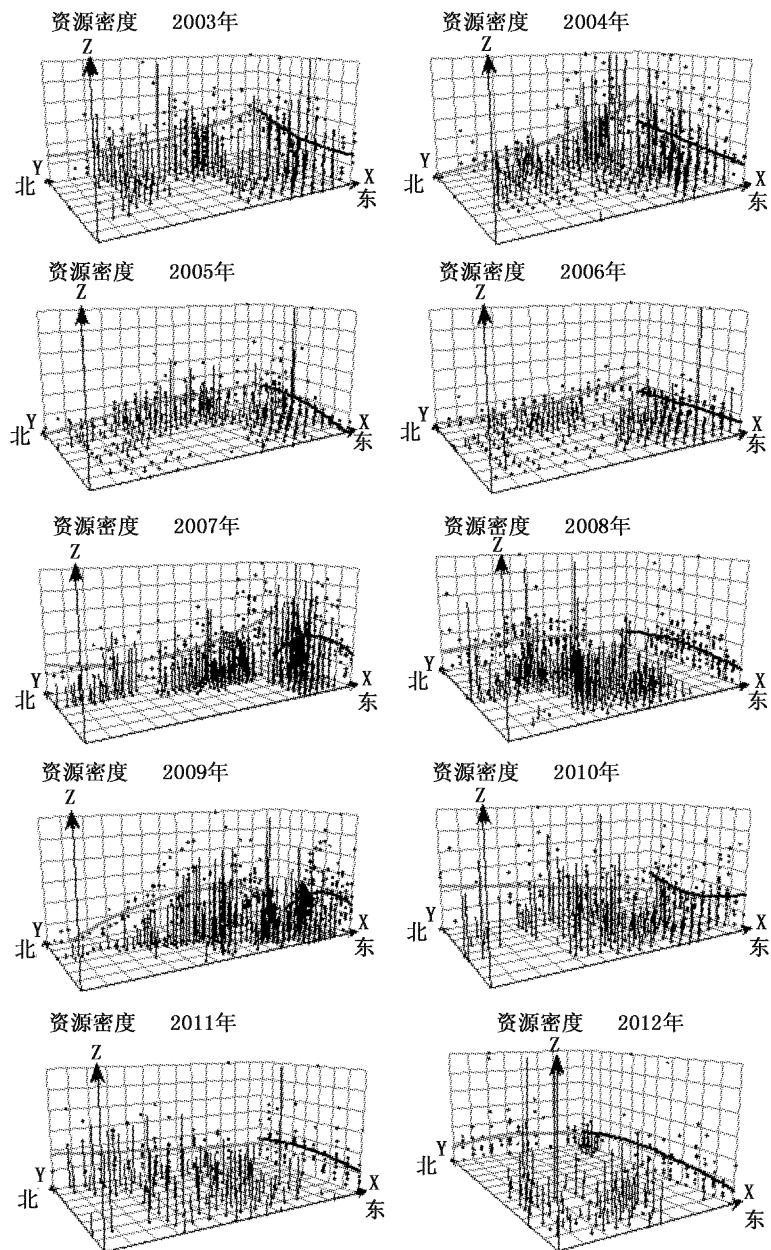 资源密度 2003年
Z
Y
北
X
东
资源密度 2004年
Z
Y
北
X
东
资源密度 2005年
Z
Y
北
X
东
资源密度 2006年
Z
Y
北
X
东
资源密度 2007年
Z
Y
北
X
东
资源密度 2008年
Z
Y
北
X
东
资源密度 2009年
Z
Y
北
X
东
资源密度 2010年
Z
Y
北
X
东
资源密度 2011年
Z
Y
北
X
东
资源密度 2012年
Z
Y
北
X
东